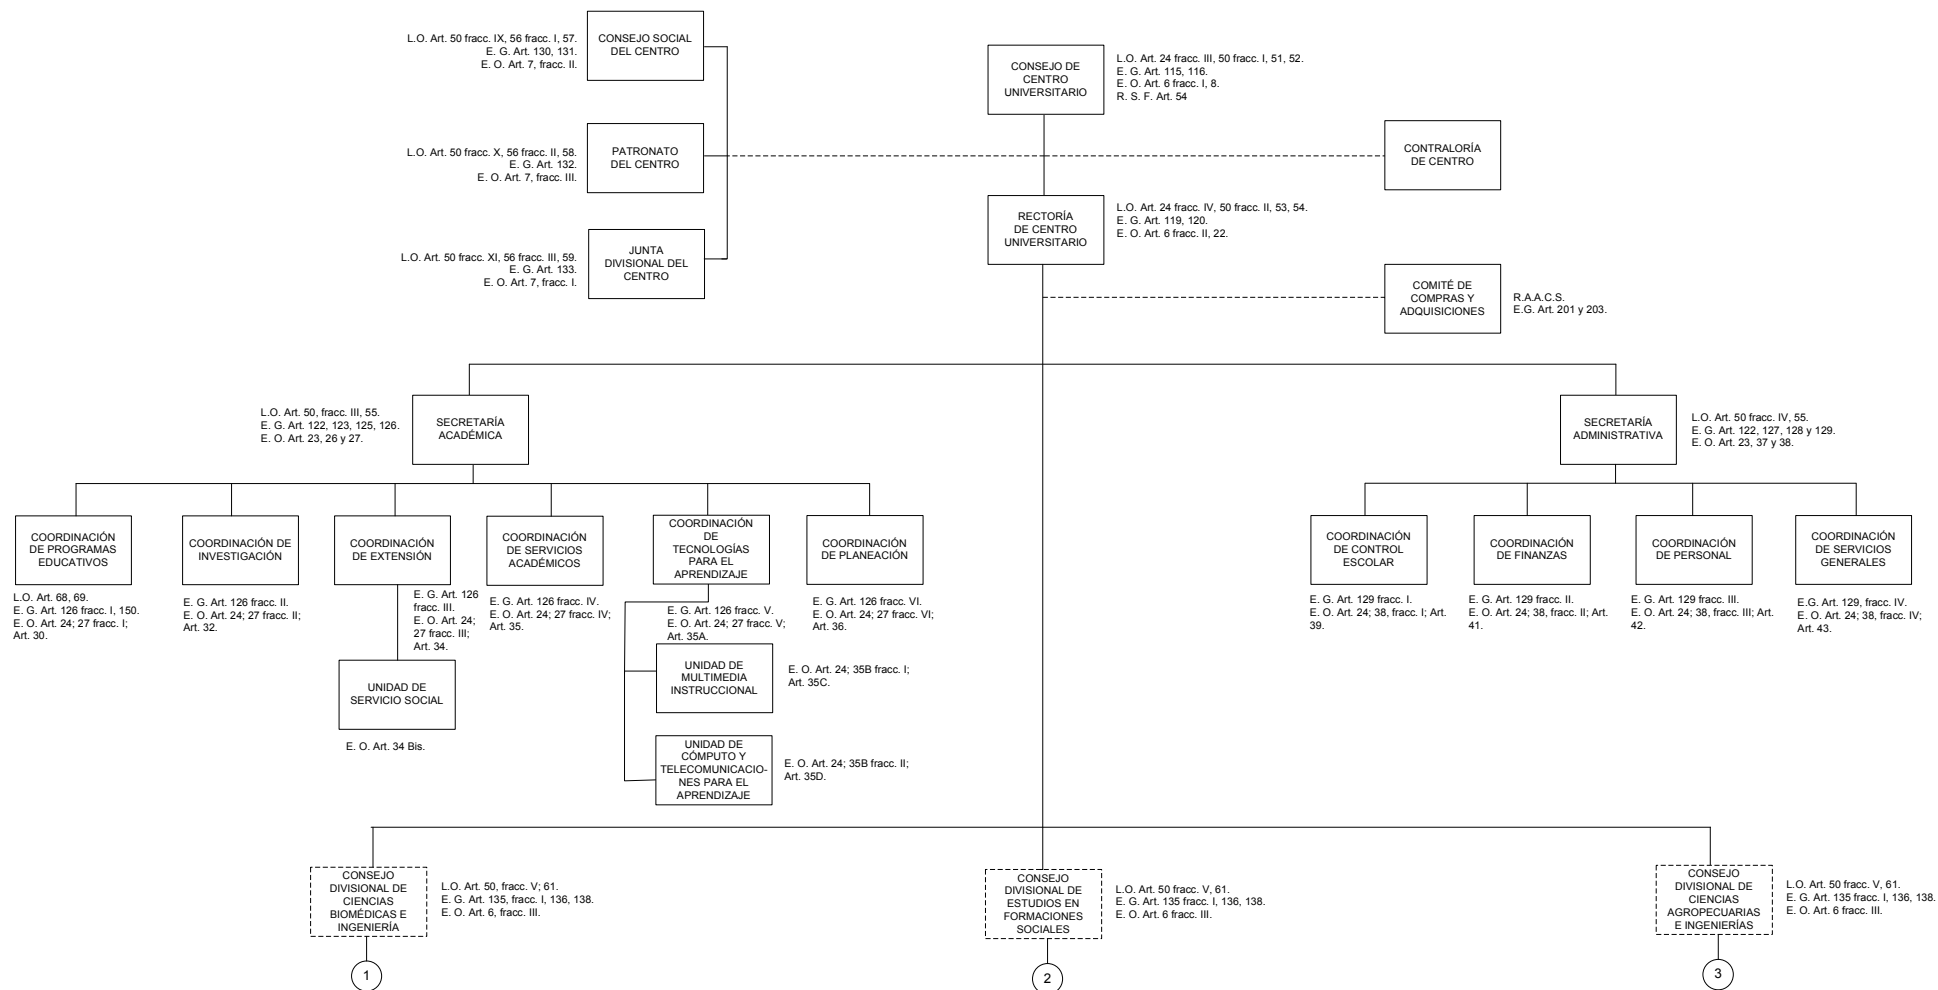 L.O. Art. 50 fracc. IX, 56 fracc. I, 57.
E. G. Art. 130, 131.
E. O. Art. 7, fracc. II.
CONSEJO SOCIAL
DEL CENTRO
CONSEJO DE
CENTRO
UNIVERSITARIO
L.O. Art. 24 fracc. III, 50 fracc. I, 51, 52.
E. G. Art. 115, 116.
E. O. Art. 6 fracc. I, 8.
R. S. F. Art. 54
L.O. Art. 50 fracc. X, 56 fracc. II, 58.
E. G. Art. 132.
E. O. Art. 7, fracc. III.
PATRONATO
DEL CENTRO
CONTRALORÍA
DE CENTRO
L.O. Art. 50 fracc. XI, 56 fracc. III, 59.
E. G. Art. 133.
E. O. Art. 7, fracc. I.
JUNTA
DIVISIONAL DEL
CENTRO
RECTORÍA
DE CENTRO
UNIVERSITARIO
L.O. Art. 24 fracc. IV, 50 fracc. II, 53, 54.
E. G. Art. 119, 120.
E. O. Art. 6 fracc. II, 22.
COMITÉ DE
COMPRAS Y
ADQUISICIONES
R.A.A.C.S.
E.G. Art. 201 y 203.
L.O. Art. 50, fracc. III, 55.
E. G. Art. 122, 123, 125, 126.
E. O. Art. 23, 26 y 27.
SECRETARÍA
ACADÉMICA
SECRETARÍA
ADMINISTRATIVA
L.O. Art. 50 fracc. IV, 55.
E. G. Art. 122, 127, 128 y 129.
E. O. Art. 23, 37 y 38.
COORDINACIÓN
DE PROGRAMAS
EDUCATIVOS
L.O. Art. 68, 69.
E. G. Art. 126 fracc. I, 150.
E. O. Art. 24; 27 fracc. I;
Art. 30.
COORDINACIÓN DE
INVESTIGACIÓN
E. G. Art. 126 fracc. II.
E. O. Art. 24; 27 fracc. II;
Art. 32.
COORDINACIÓN
DE EXTENSIÓN
E. G. Art. 126
fracc. III.
E. O. Art. 24;
27 fracc. III;
Art. 34.
UNIDAD DE
SERVICIO SOCIAL
E. O. Art. 34 Bis.
COORDINACIÓN
DE SERVICIOS
ACADÉMICOS
E. G. Art. 126 fracc. IV.
E. O. Art. 24; 27 fracc. IV;
Art. 35.
COORDINACIÓN
DE
TECNOLOGÍAS
PARA EL
APRENDIZAJE
E. G. Art. 126 fracc. V.
E. O. Art. 24; 27 fracc. V;
Art. 35A.
UNIDAD DE
MULTIMEDIA
INSTRUCCIONAL
E. O. Art. 24; 35B fracc. I;
Art. 35C.
UNIDAD DE
CÓMPUTO Y
TELECOMUNICACIO-
NES PARA EL
APRENDIZAJE
E. O. Art. 24; 35B fracc. II;
Art. 35D.
COORDINACIÓN
DE PLANEACIÓN
E. G. Art. 126 fracc. VI.
E. O. Art. 24; 27 fracc. VI;
Art. 36.
COORDINACIÓN
DE CONTROL
ESCOLAR
E. G. Art. 129 fracc. I.
E. O. Art. 24; 38, fracc. I; Art.
39.
COORDINACIÓN
DE FINANZAS
E. G. Art. 129 fracc. II.
E. O. Art. 24; 38, fracc. II; Art.
41.
COORDINACIÓN
DE PERSONAL
E. G. Art. 129 fracc. III.
E. O. Art. 24; 38, fracc. III; Art.
42.
COORDINACIÓN
DE SERVICIOS
GENERALES
E.G. Art. 129, fracc. IV.
E. O. Art. 24; 38, fracc. IV;
Art. 43.
CONSEJO
DIVISIONAL DE
CIENCIAS
BIOMÉDICAS E
INGENIERÍA
L.O. Art. 50, fracc. V; 61.
E. G. Art. 135, fracc. I, 136, 138.
E. O. Art. 6, fracc. III.
1
CONSEJO
DIVISIONAL DE
ESTUDIOS EN
FORMACIONES
SOCIALES
L.O. Art. 50 fracc. V, 61.
E. G. Art. 135 fracc. I, 136, 138.
E. O. Art. 6 fracc. III.
2
CONSEJO
DIVISIONAL DE
CIENCIAS
AGROPECUARIAS
E INGENIERÍAS
L.O. Art. 50 fracc. V, 61.
E. G. Art. 135 fracc. I, 136, 138.
E. O. Art. 6 fracc. III.
3